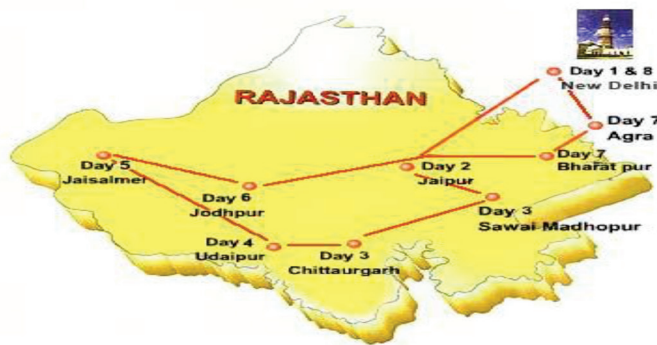 Day 1 & 8
New Delhi
RAJASTHAN
Day 7
Agra
Day 5
Jaisalmer
Day 2
Jaipur
Day 7
Bharat pur
Day 6
Jodhpur
Day 3
Sawai Madhopur
Day 4
Udaipur
Day 3
Chittaurgarh